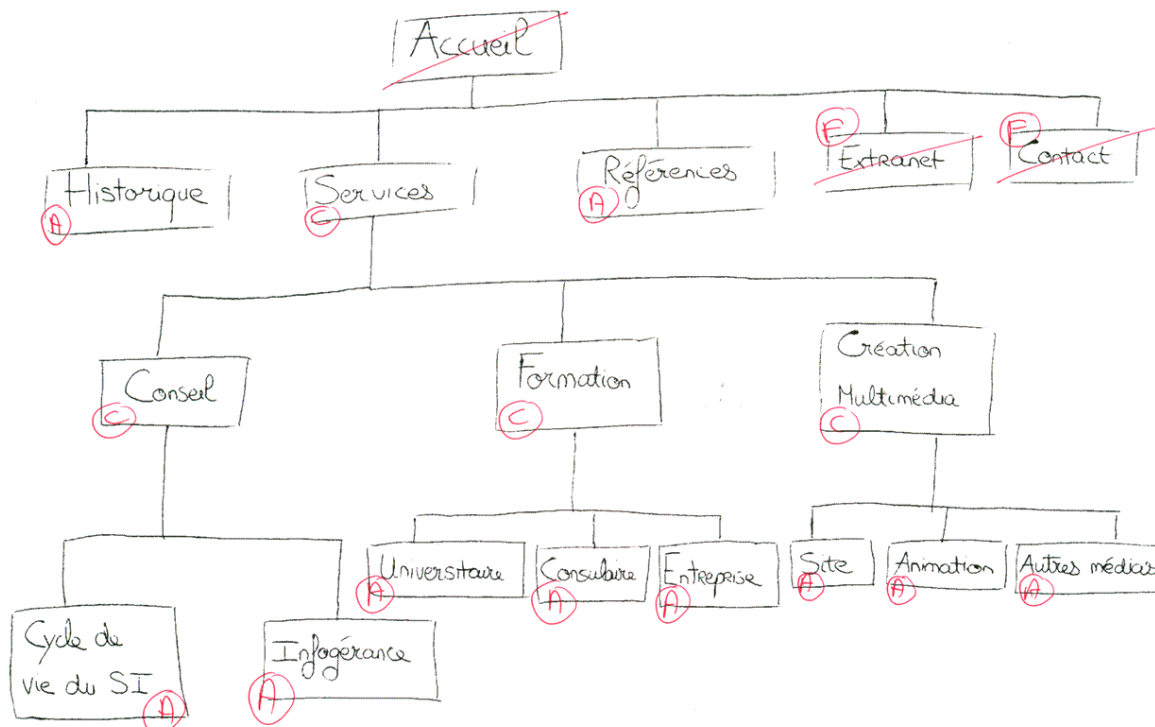 Accueil
Historique
A
Services
C
Références
A
F
Extranet
F
Contact
Conseil
C
Formation
C
Création
Multimédia
C
Cycle de
vie du SI
A
Infogérance
A
Universitaire
A
Consulaire
A
Entreprise
A
Site
A
Animation
A
Autres médias
A